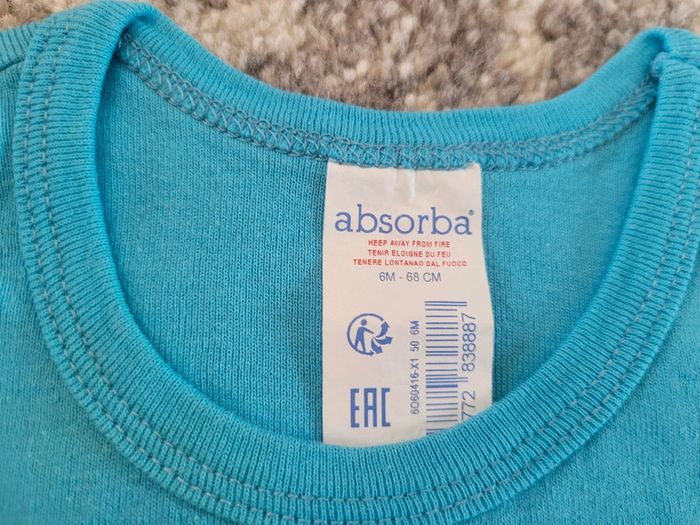 absorba®
KEEP AWAY FROM FIRE
TENIR ELOIGNE DU FEU
TENERE LONTANAO DAL FUOCO
6M - 68 CM
EAC
6O60416-X1 50 6M
772 838887